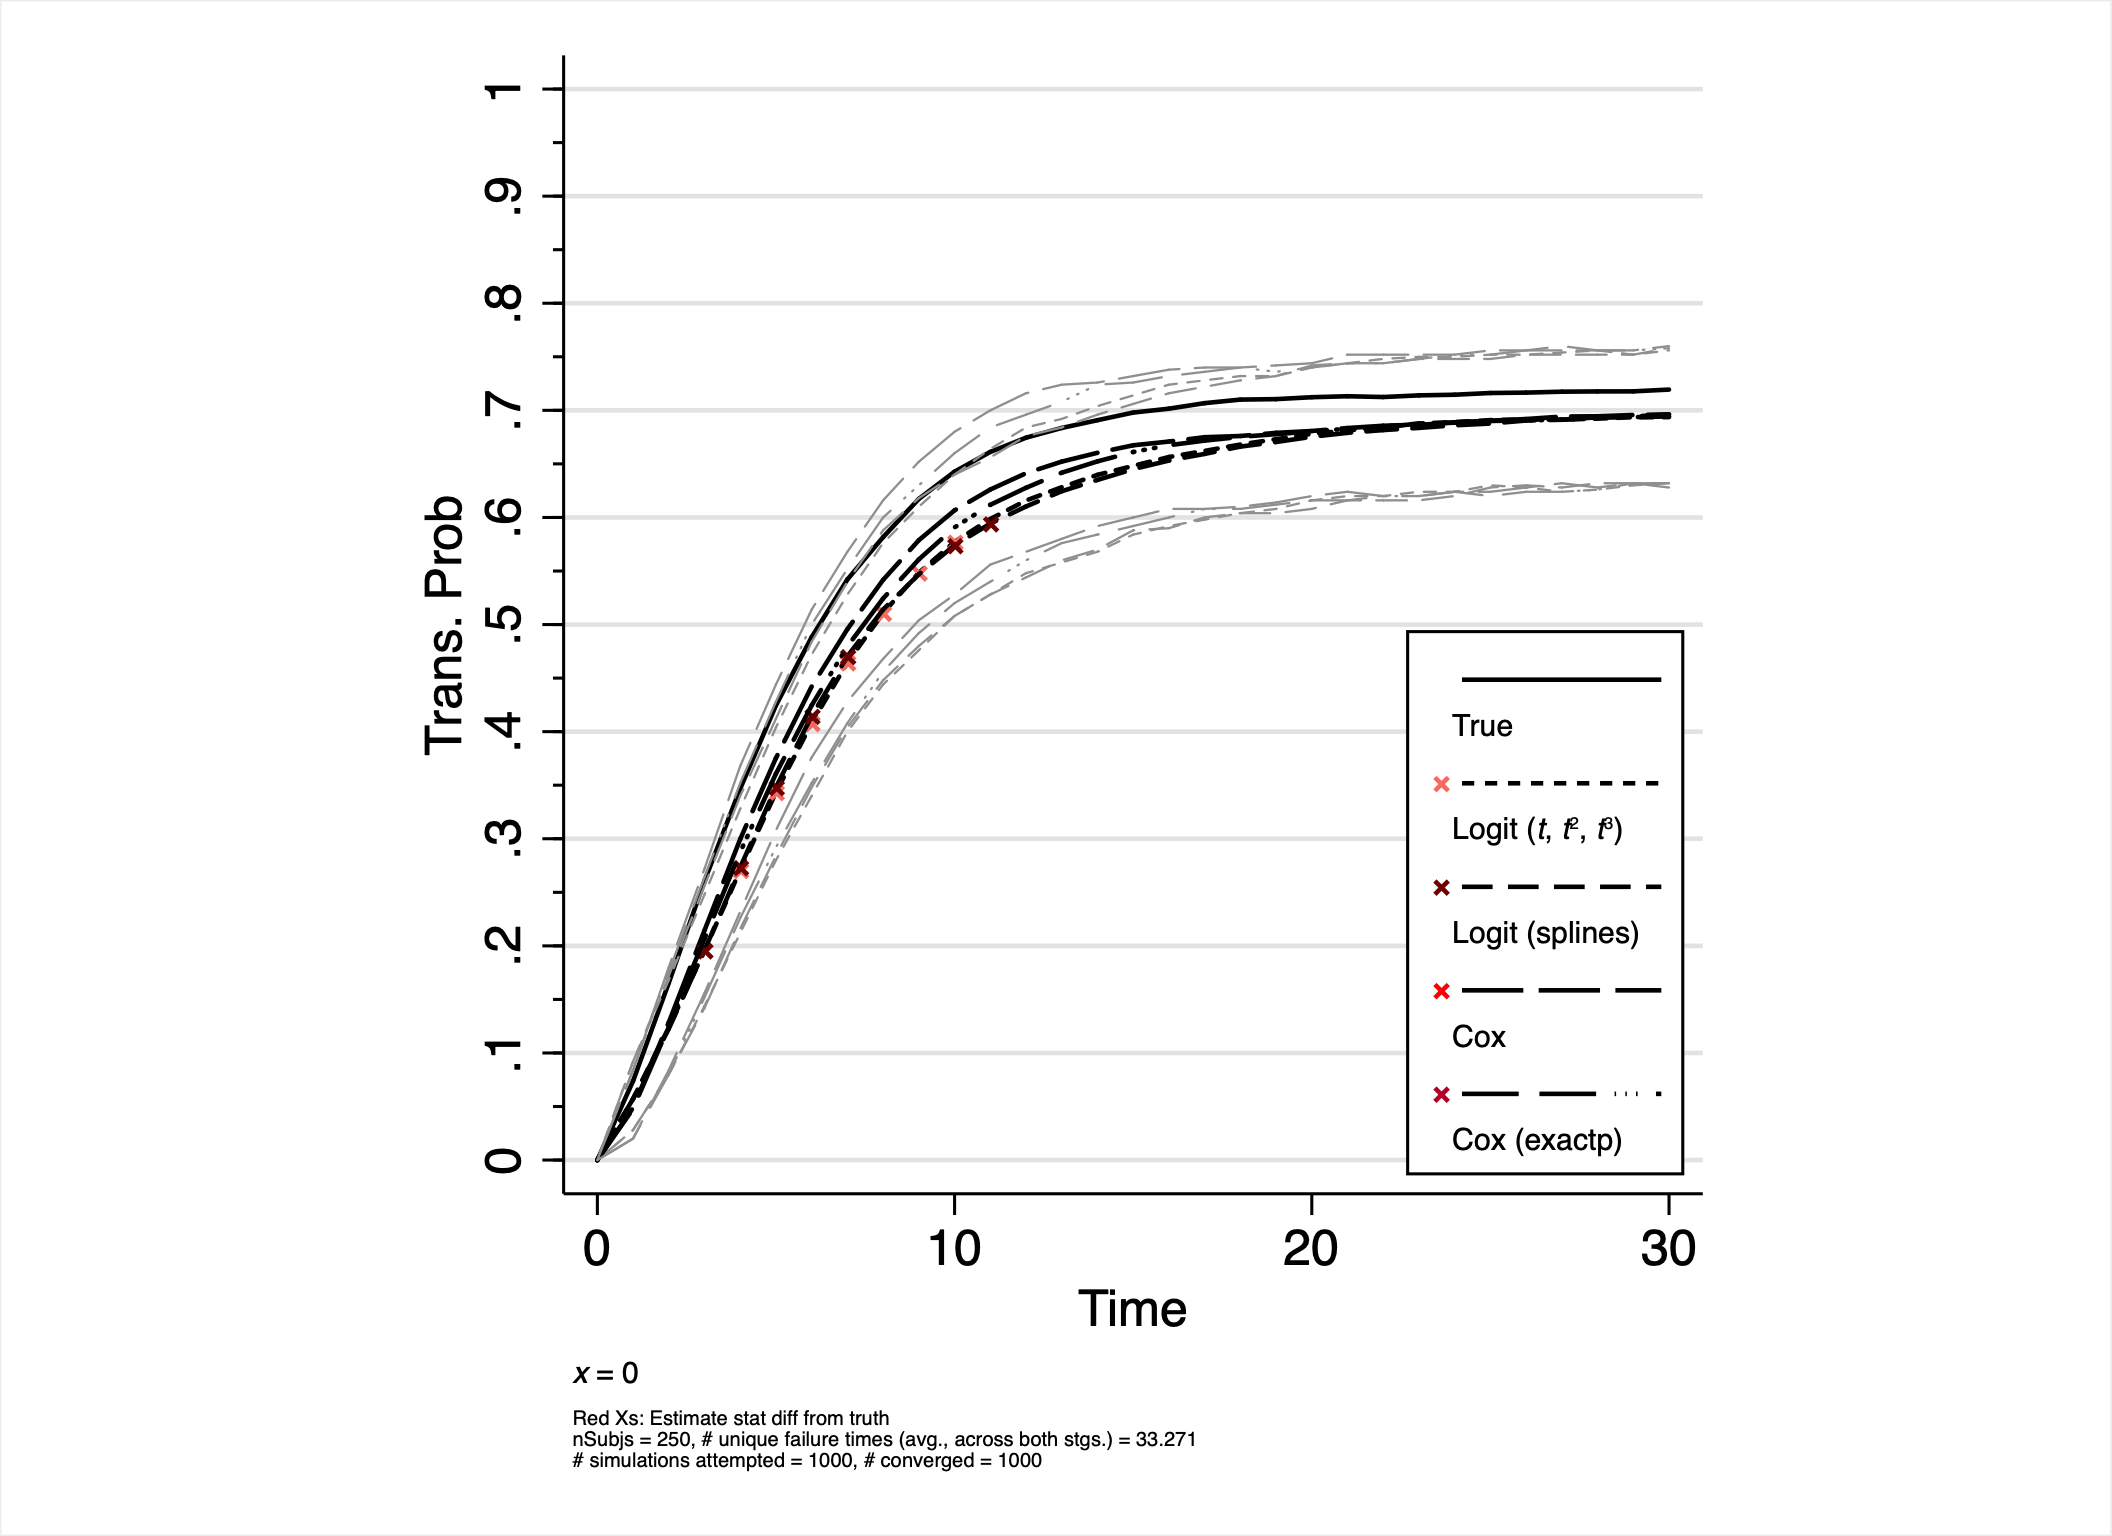 Trans. Prob
1
.9
.8
.7
.6
.5
.4
.3
.2
.1
0
0 10 20 30
Time
True
Logit (t, t², t³)
Logit (splines)
Cox
Cox (exactp)
x = 0
Red Xs: Estimate stat diff from truth
nSubjs = 250, # unique failure times (avg., across both stgs.) = 33.271
# simulations attempted = 1000, # converged = 1000